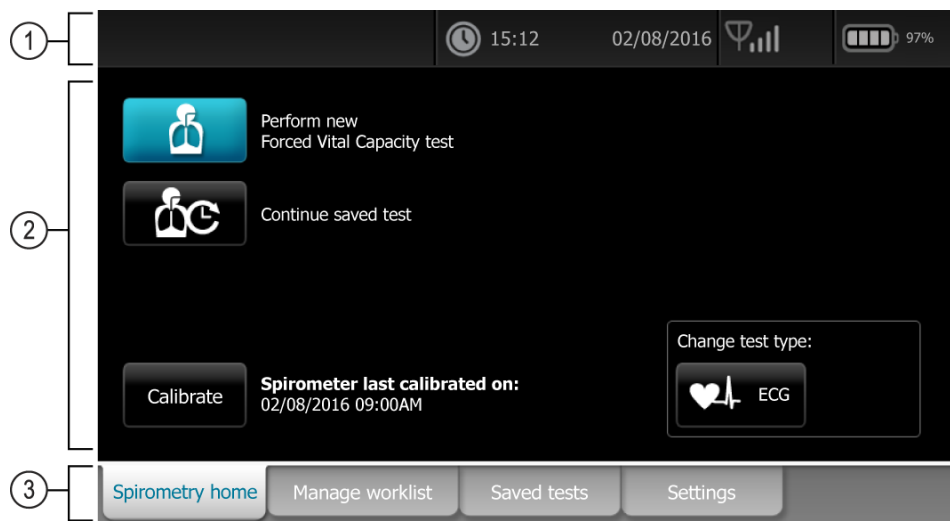 1
15:12
02/08/2016
97%
2
Perform new
Forced Vital Capacity test
Continue saved test
Change test type:
Calibrate
Spirometer last calibrated on:
02/08/2016 09:00AM
ECG
3
Spirometry home
Manage worklist
Saved tests
Settings